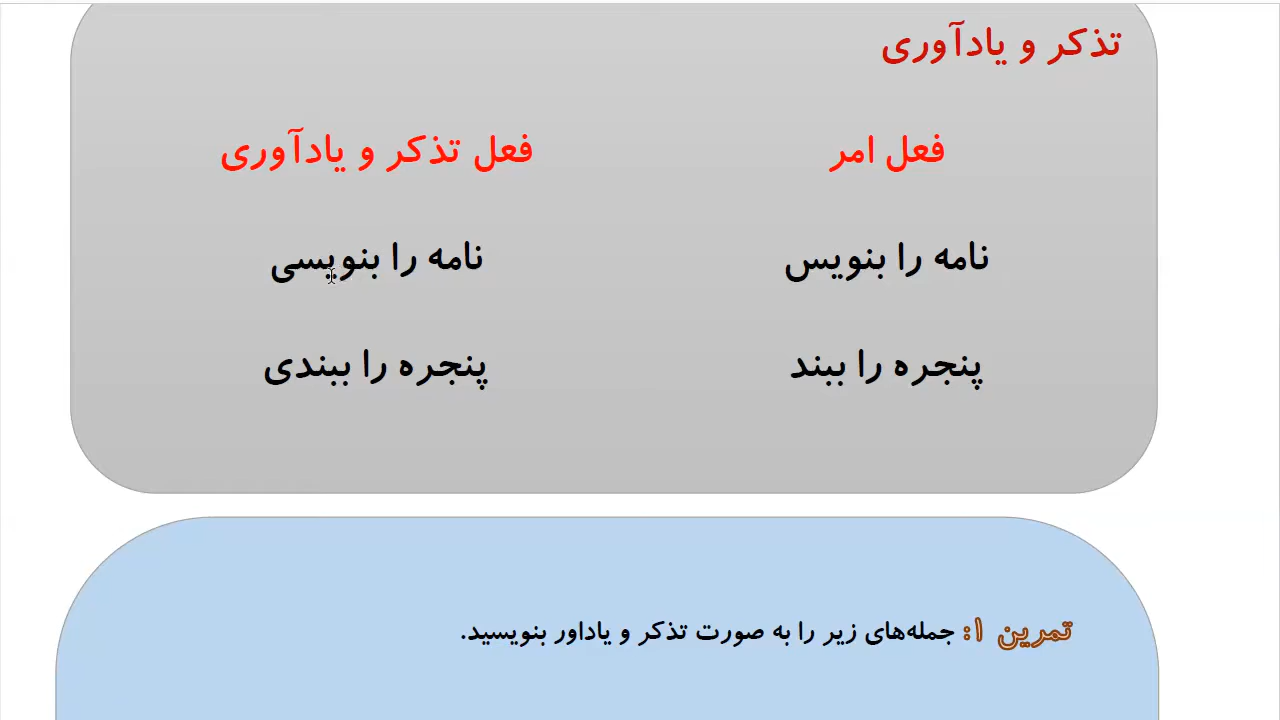 تذکر و یادآوری
فعل امر	فعل تذکر و یادآوری
نامه را بنویس	نامه را بنویسی
پنجره را ببند	پنجره را ببندی
تمرین ۱: جمله‌های زیر را به صورت تذکر و یاداور بنویسید.